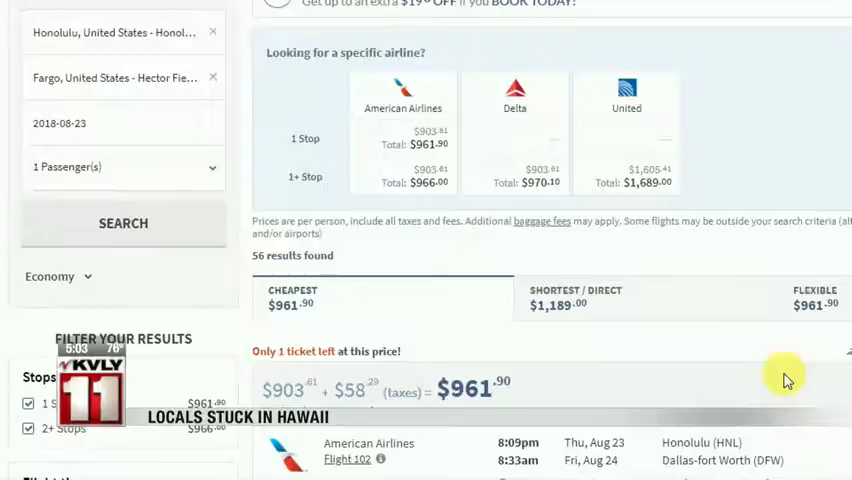 Get up to an extra $19 OFF if you BOOK TODAY!
Honolulu, United States - Honol...
Fargo, United States - Hector Fie...
2018-08-23
1 Passenger(s)
SEARCH
Economy
FILTER YOUR RESULTS
Stops
$961.90
2+ Stops $966.00
Looking for a specific airline?
American Airlines Delta United
1 Stop $903.61
Total: $961.90
1+ Stop $903.61 $903.61 $1,605.41
Total: $966.00 Total: $970.10 Total: $1,689.00
Prices are per person, include all taxes and fees. Additional baggage fees may apply. Some flights may be outside your search criteria (alt
and/or airports)
56 results found
CHEAPEST SHORTEST / DIRECT FLEXIBLE
$961.90 $1,189.00 $961.90
Only 1 ticket left at this price!
$903.61 + $58.29 (taxes) = $961.90
5:03 76°
KVLY
11
LOCALS STUCK IN HAWAII
American Airlines 8:09pm Thu, Aug 23 Honolulu (HNL)
Flight 102 8:33am Fri, Aug 24 Dallas-fort Worth (DFW)